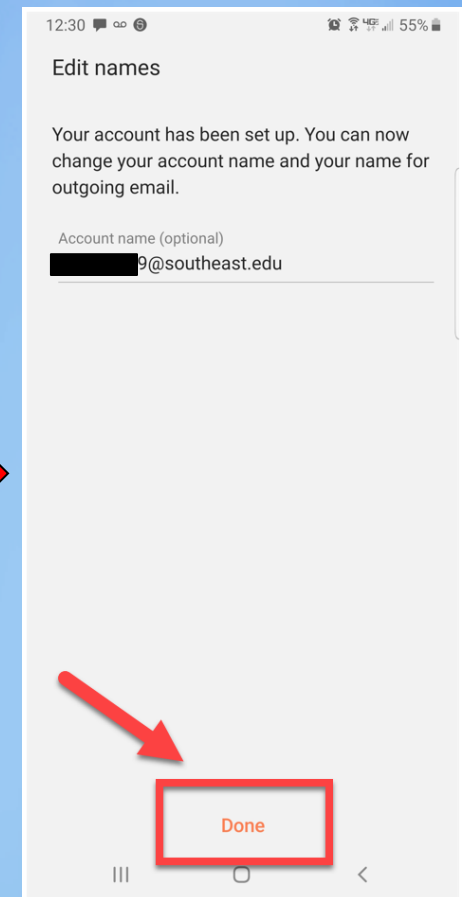 12:30 55%
Edit names
Your account has been set up. You can now
change your account name and your name for
outgoing email.
Account name (optional)
9@southeast.edu
Done